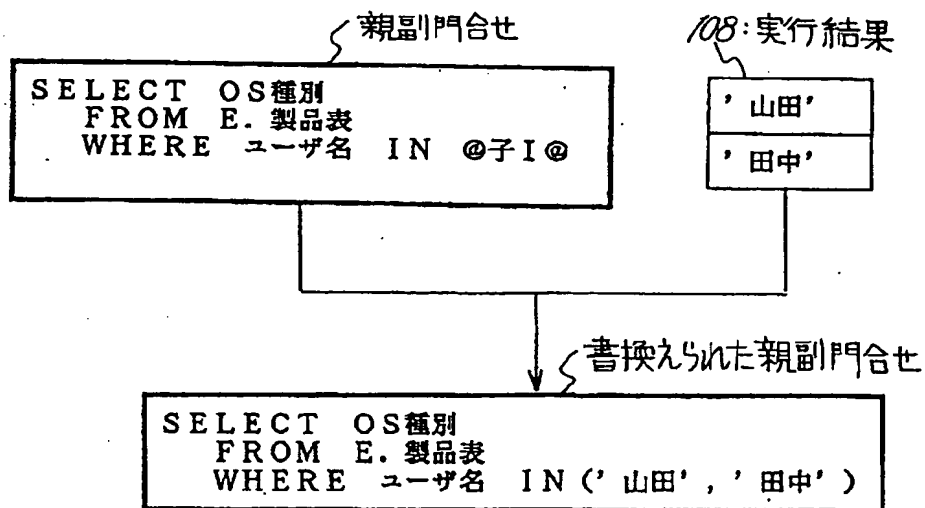 親副門合せ
108:実行結果
SELECT OS種別
FROM E. 製品表
WHERE ユーザ名 IN @子I@
'山田'
'田中'
書換えられた親副門合せ
SELECT OS種別
FROM E. 製品表
WHERE ユーザ名 IN('山田','田中')